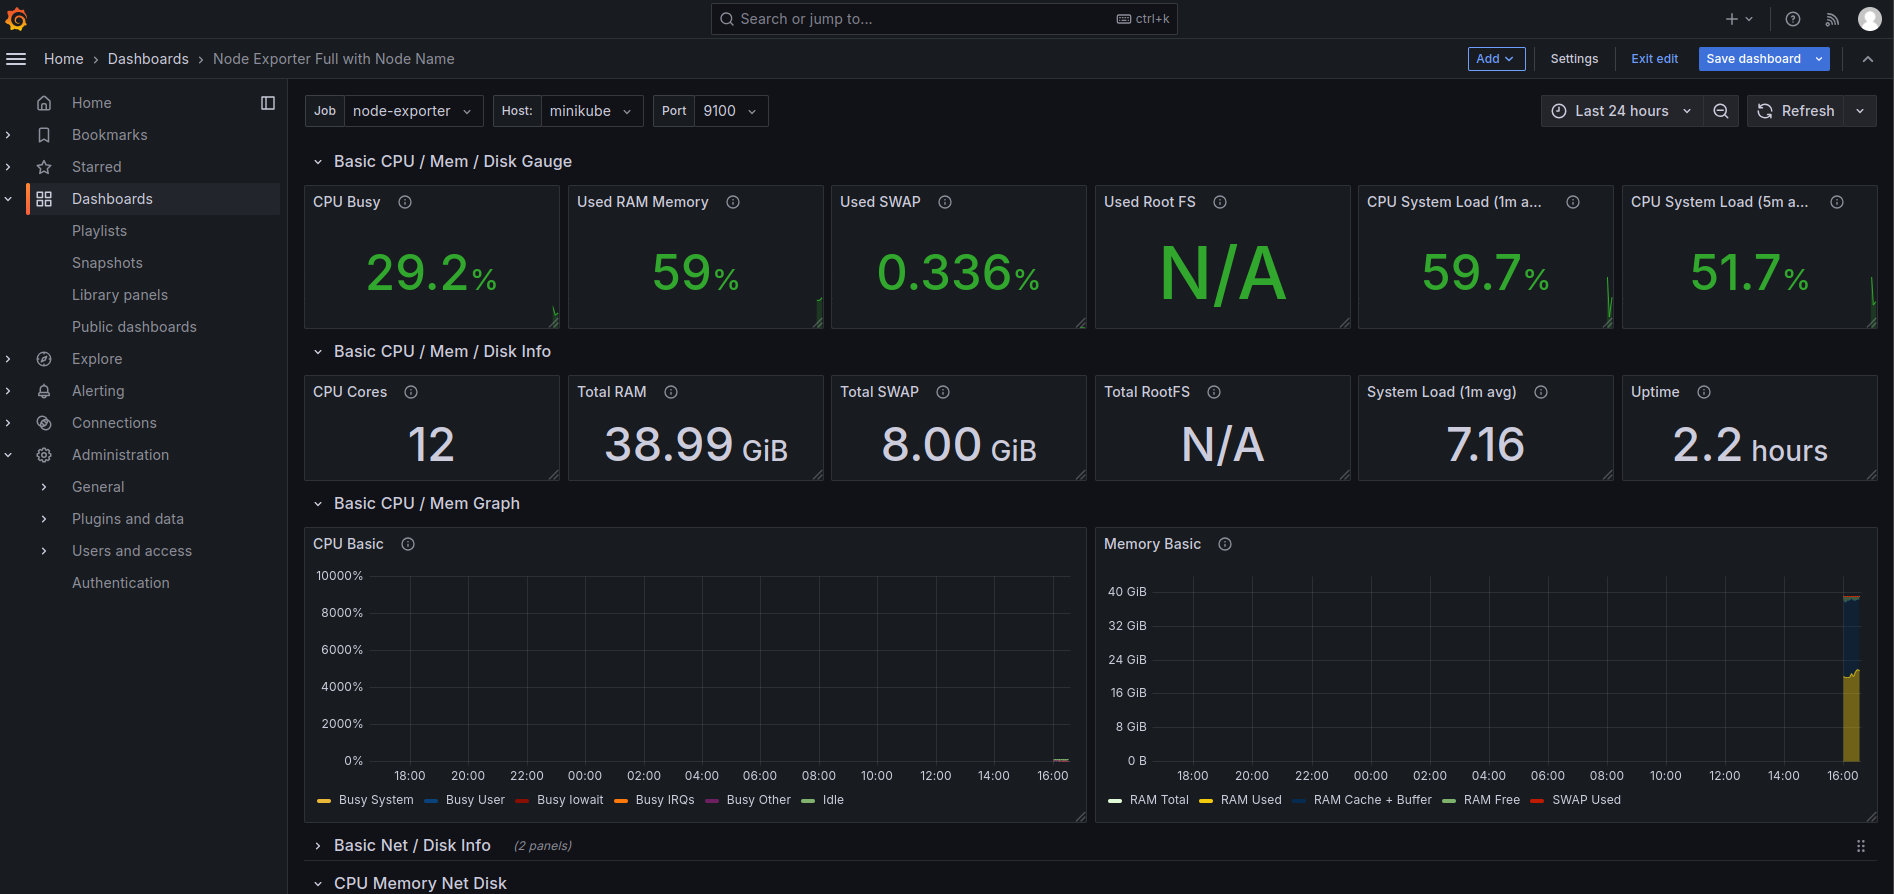 Search or jump to...
ctrl+k
Home › Dashboards › Node Exporter Full with Node Name
Add
Settings
Exit edit
Save dashboard
Home
Bookmarks
Starred
Dashboards
Playlists
Snapshots
Library panels
Public dashboards
Explore
Alerting
Connections
Administration
General
Plugins and data
Users and access
Authentication
Job node-exporter
Host: minikube
Port 9100
Last 24 hours
Refresh
Basic CPU / Mem / Disk Gauge
CPU Busy
29.2%
Used RAM Memory
59%
Used SWAP
0.336%
Used Root FS
N/A
CPU System Load (1m a...
59.7%
CPU System Load (5m a...
51.7%
Basic CPU / Mem / Disk Info
CPU Cores
12
Total RAM
38.99 GiB
Total SWAP
8.00 GiB
Total RootFS
N/A
System Load (1m avg)
7.16
Uptime
2.2 hours
Basic CPU / Mem Graph
CPU Basic
10000%
8000%
6000%
4000%
2000%
0%
18:00 20:00 22:00 00:00 02:00 04:00 06:00 08:00 10:00 12:00 14:00 16:00
Busy System Busy User Busy Iowait Busy IRQs Busy Other Idle
Memory Basic
40 GiB
32 GiB
24 GiB
16 GiB
8 GiB
0 B
18:00 20:00 22:00 00:00 02:00 04:00 06:00 08:00 10:00 12:00 14:00 16:00
RAM Total RAM Used RAM Cache + Buffer RAM Free SWAP Used
Basic Net / Disk Info (2 panels)
CPU Memory Net Disk